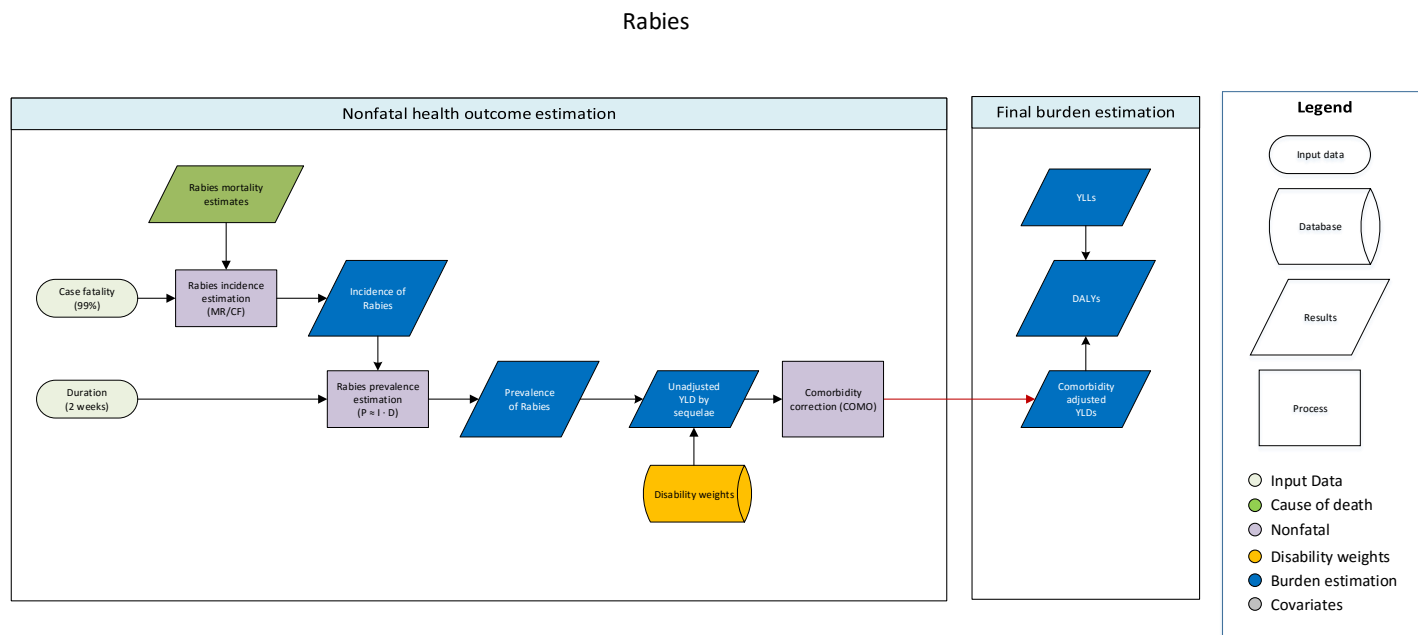 Rabies
Nonfatal health outcome estimation
Final burden estimation
Legend
Rabies mortality
estimates
Case fatality
(99%)
Rabies incidence
estimation
(MR/CF)
Incidence of
Rabies
Duration
(2 weeks)
Rabies prevalence
estimation
(P ≈ I · D)
Prevalence
of Rabies
Unadjusted
YLD by
sequelae
Comorbidity
correction (COMO)
Disability weights
YLLs
DALYs
Comorbidity
adjusted
YLDs
Input data
Database
Results
Process
Input Data
Cause of death
Nonfatal
Disability weights
Burden estimation
Covariates